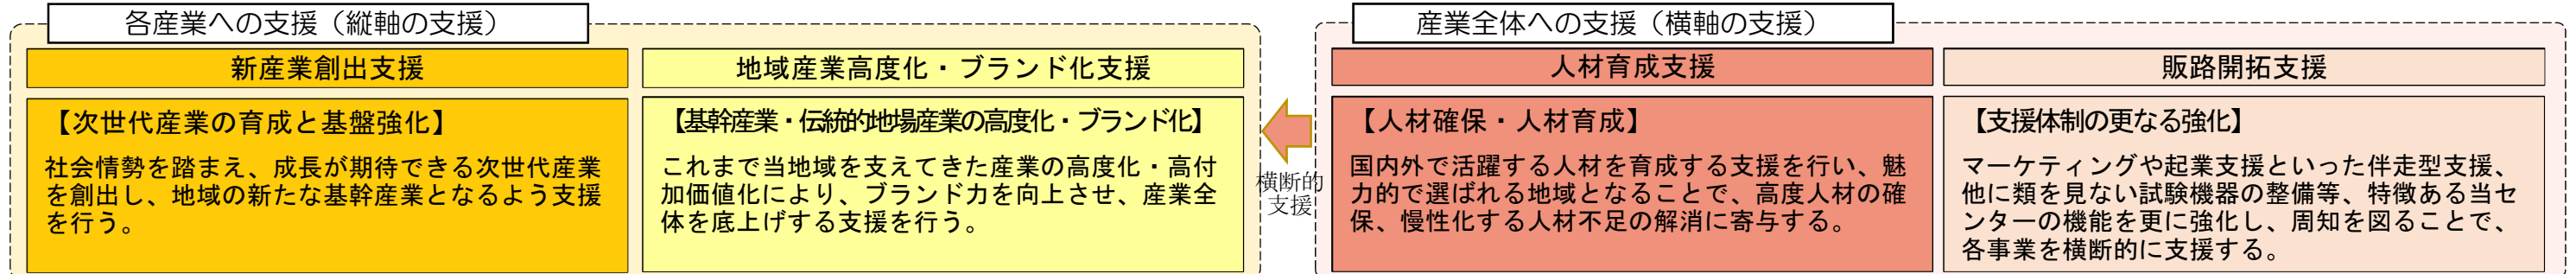 各産業への支援（縦軸の支援）
新産業創出支援
【次世代産業の育成と基盤強化】
社会情勢を踏まえ、成長が期待できる次世代産業
を創出し、地域の新たな基幹産業となるよう支援
を行う。
地域産業高度化・ブランド化支援
【基幹産業・伝統的地場産業の高度化・ブランド化】
これまで当地域を支えてきた産業の高度化・高付
加価値化により、ブランド力を向上させ、産業全
体を底上げする支援を行う。
横断的
支援
産業全体への支援（横軸の支援）
人材育成支援
【人材確保・人材育成】
国内外で活躍する人材を育成する支援を行い、魅
力的で選ばれる地域となることで、高度人材の確
保、慢性化する人材不足の解消に寄与する。
販路開拓支援
【支援体制の更なる強化】
マーケティングや起業支援といった伴走型支援、
他に類を見ない試験機器の整備等、特徴ある当セ
ンターの機能を更に強化し、周知を図ることで、
各事業を横断的に支援する。